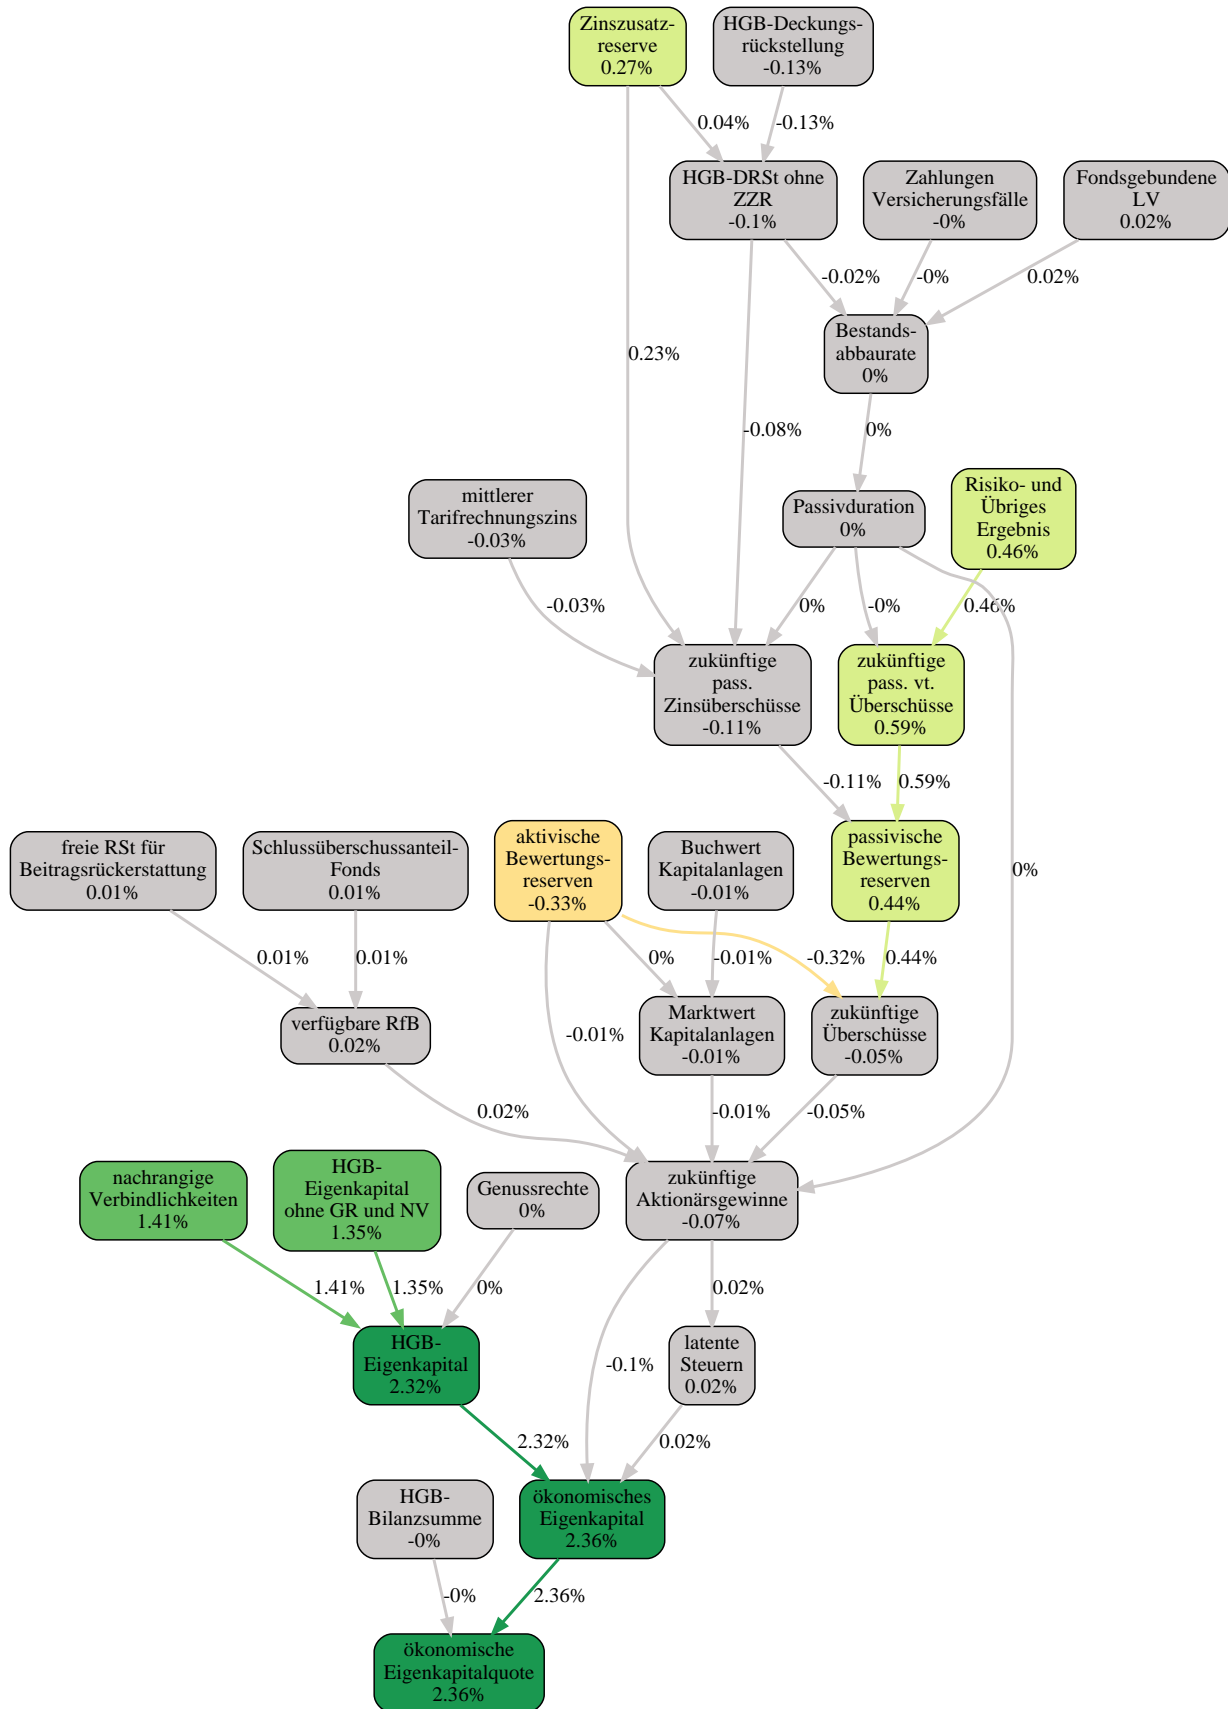 Zinszusatz-
reserve
0.27%
HGB-Deckungs-
rückstellung
-0.13%
0.04%
-0.13%
HGB-DRSt ohne
ZZR
-0.1%
Zahlungen
Versicherungsfälle
-0%
Fondsgebundene
LV
0.02%
-0.02%
-0%
0.02%
0.23%
Bestands-
abbaurate
0%
-0.08%
0%
mittlerer
Tarifrechnungszins
-0.03%
Passivduration
0%
Risiko- und
Übriges
Ergebnis
0.46%
-0.03%
0%
-0%
0.46%
zukünftige
pass.
Zinsüberschüsse
-0.11%
zukünftige
pass. vt.
Überschüsse
0.59%
-0.11%
0.59%
freie RSt für
Beitragsrückerstattung
0.01%
Schlussüberschussanteil-
Fonds
0.01%
aktivische
Bewertungs-
reserven
-0.33%
Buchwert
Kapitalanlagen
-0.01%
passivische
Bewertungs-
reserven
0.44%
0%
0.01%
0.01%
0%
-0.01%
-0.32%
0.44%
verfügbare RfB
0.02%
-0.01%
Marktwert
Kapitalanlagen
-0.01%
zukünftige
Überschüsse
-0.05%
0.02%
-0.01%
-0.05%
nachrangige
Verbindlichkeiten
1.41%
HGB-
Eigenkapital
ohne GR und NV
1.35%
Genussrechte
0%
zukünftige
Aktionärsgewinne
-0.07%
1.41%
1.35%
0%
0.02%
HGB-
Eigenkapital
2.32%
-0.1%
latente
Steuern
0.02%
2.32%
0.02%
HGB-
Bilanzsumme
-0%
ökonomisches
Eigenkapital
2.36%
-0%
2.36%
ökonomische
Eigenkapitalquote
2.36%